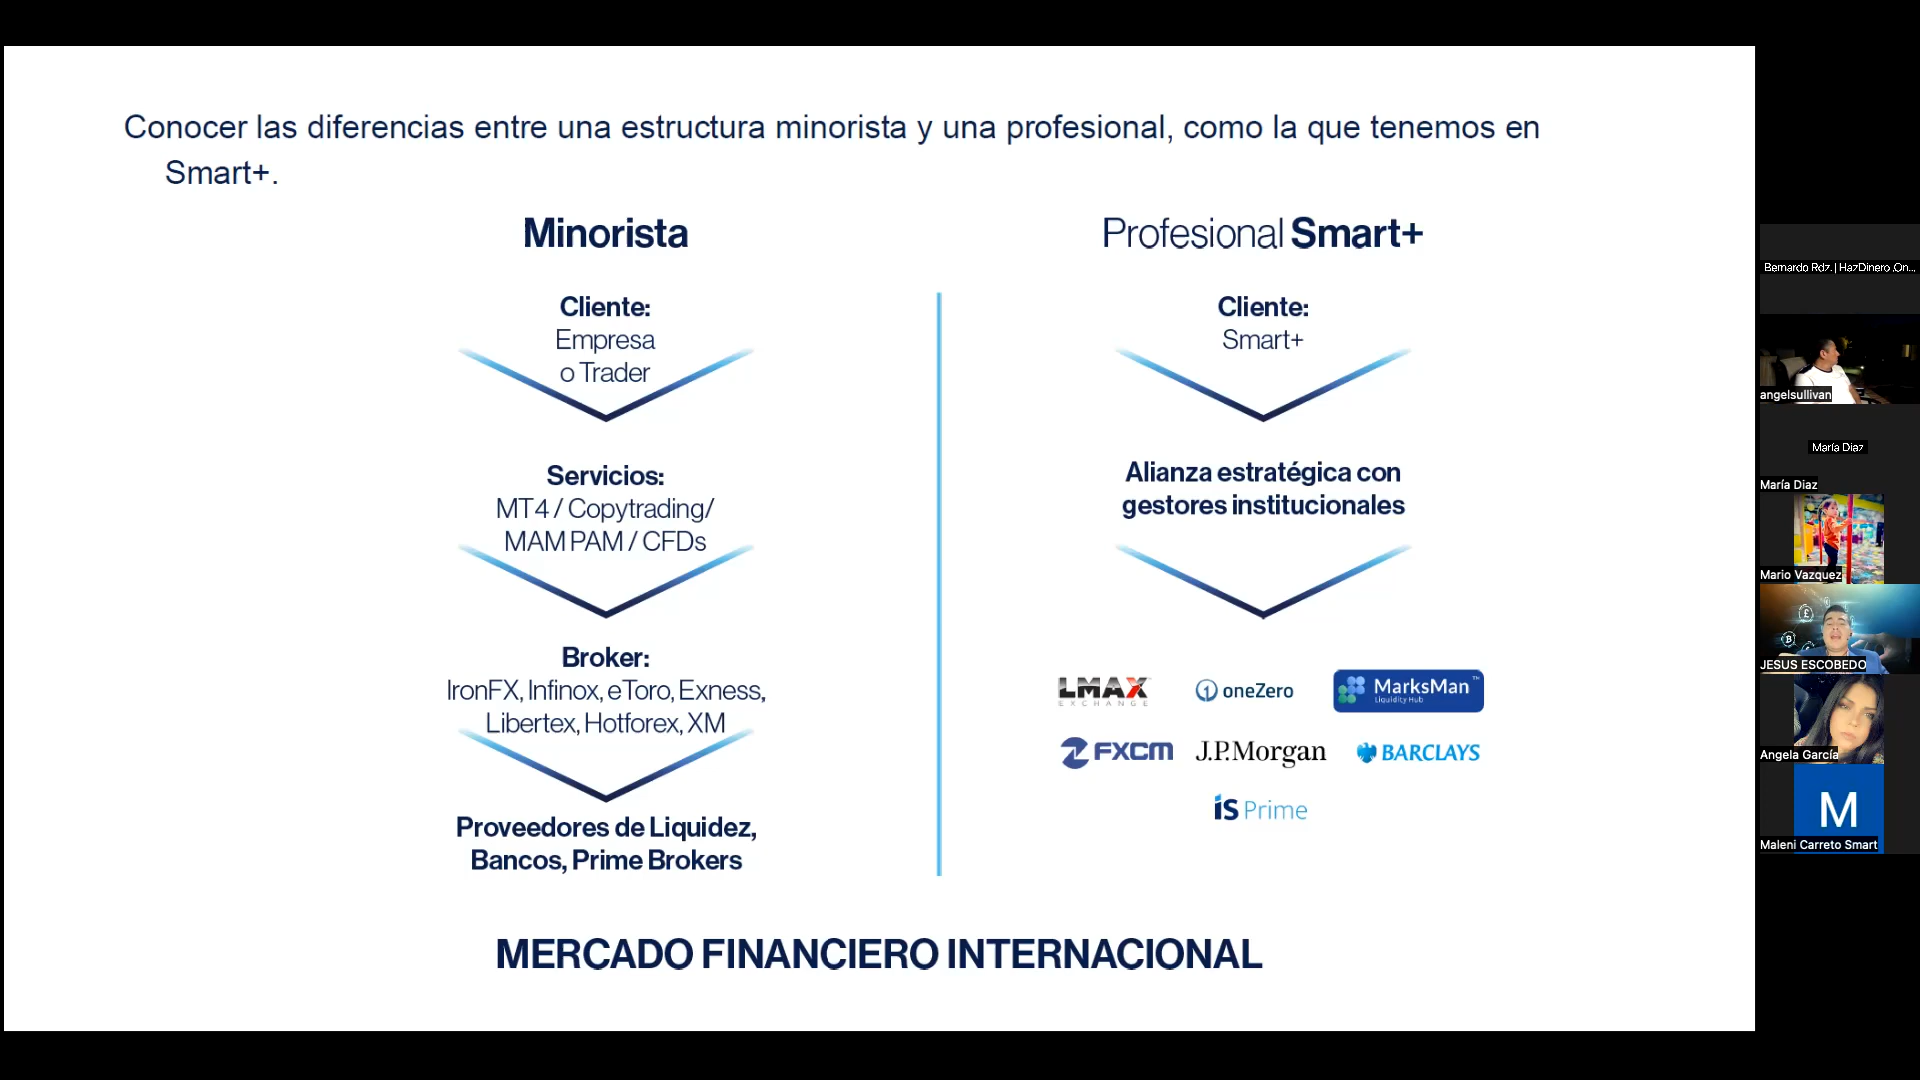 Conocer las diferencias entre una estructura minorista y una profesional, como la que tenemos en
Smart+.
Minorista
Cliente:
Empresa
o Trader
Servicios:
MT4 / Copytrading/
MAM PAM / CFDs
Broker:
IronFX, Infinox, eToro, Exness,
Libertex, Hotforex, XM
Proveedores de Liquidez,
Bancos, Prime Brokers
Profesional Smart+
Cliente:
Smart+
Alianza estratégica con
gestores institucionales
LMAX
EXCHANGE
oneZero
MarksMan™
Liquidity Hub
FXCM
J.P.Morgan
BARCLAYS
iS Prime
MERCADO FINANCIERO INTERNACIONAL
Bernardo Rdz. | HazDinero .On...
angelsullivan
María Diaz
María Diaz
Mario Vazquez
JESUS ESCOBEDO
Angela García
M
Maleni Carreto Smart